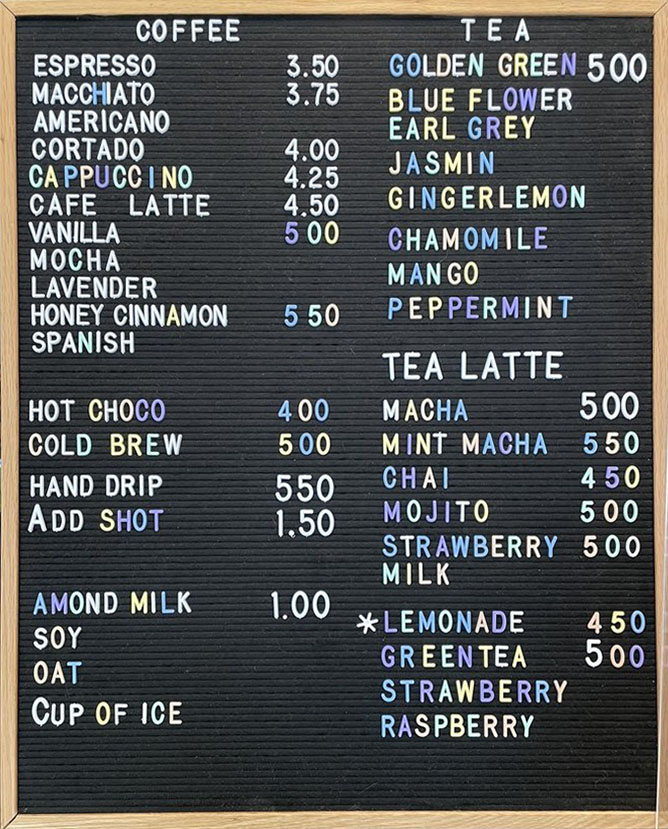 COFFEE
ESPRESSO 3.50
MACCHIATO 3.75
AMERICANO
CORTADO 4.00
CAPPUCCINO 4.25
CAFE LATTE 4.50
VANILLA 500
MOCHA
LAVENDER
HONEY CINNAMON 550
SPANISH
HOT CHOCO 400
COLD BREW 500
HAND DRIP 550
ADD SHOT 1.50
AMOND MILK 1.00
SOY
OAT
CUP OF ICE
TEA
GOLDEN GREEN 500
BLUE FLOWER
EARL GREY
JASMIN
GINGERLEMON
CHAMOMILE
MANGO
PEPPERMINT
TEA LATTE
MACHA 500
MINT MACHA 550
CHAI 450
MOJITO 500
STRAWBERRY 500
MILK
*LEMONADE 450
GREENTEA 500
STRAWBERRY
RASPBERRY